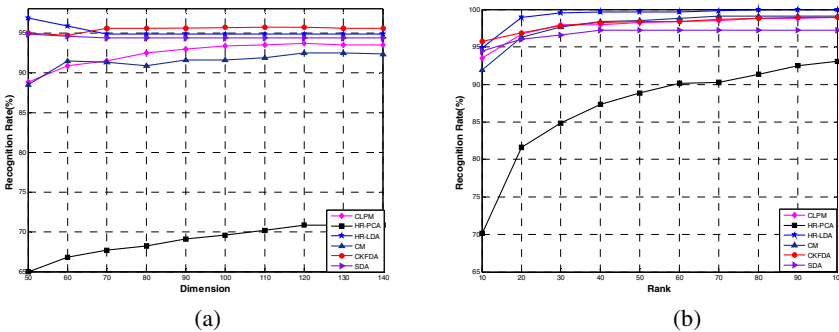 100
95
90
85
80
75
70
65
50 60 70 80 90 100 110 120 130 140
Recognition Rate(%)
Dimension
CLPM
HR-PCA
HR-LDA
CM
CKFDA
SDA
(a)
100
95
90
85
80
75
70
65
10 20 30 40 50 60 70 80 90 100
Recognition Rate(%)
Rank
CLPM
HR-PCA
HR-LDA
CM
CKFDA
SDA
(b)